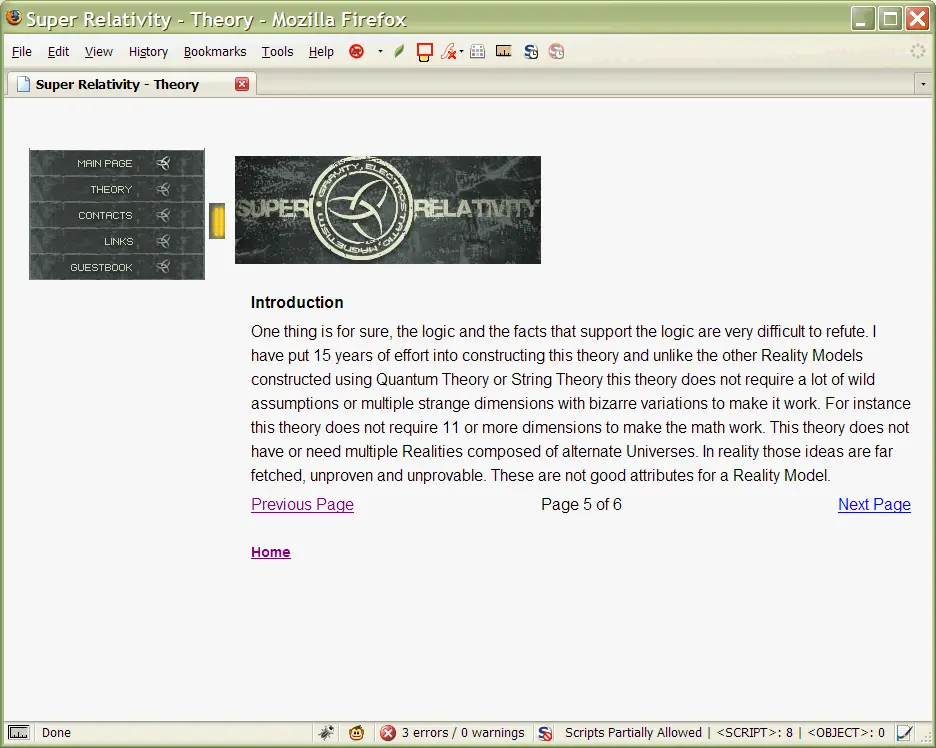 Super Relativity - Theory - Mozilla Firefox
File Edit View History Bookmarks Tools Help
Super Relativity - Theory
MAIN PAGE
THEORY
CONTACTS
LINKS
GUESTBOOK
GRAVITY, ELECTROSTATIC, MAGNETISM
SUPER RELATIVITY
Introduction
One thing is for sure, the logic and the facts that support the logic are very difficult to refute. I
have put 15 years of effort into constructing this theory and unlike the other Reality Models
constructed using Quantum Theory or String Theory this theory does not require a lot of wild
assumptions or multiple strange dimensions with bizarre variations to make it work. For instance
this theory does not require 11 or more dimensions to make the math work. This theory does not
have or need multiple Realities composed of alternate Universes. In reality those ideas are far
fetched, unproven and unprovable. These are not good attributes for a Reality Model.
Previous Page Page 5 of 6 Next Page
Home
Done 3 errors / 0 warnings Scripts Partially Allowed | <SCRIPT>: 8 | <OBJECT>: 0